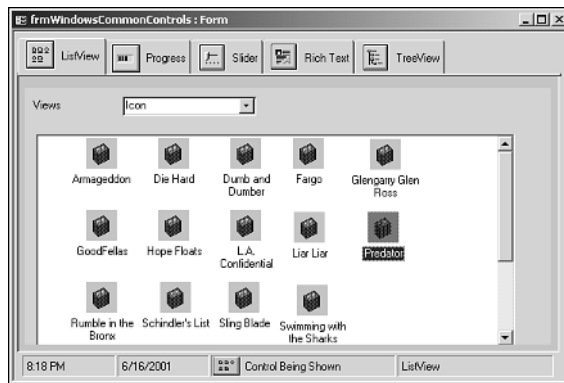 frmWindowsCommonControls : Form
ListView Progress Slider Rich Text TreeView
Views Icon
Armageddon Die Hard Dumb and Dumber Fargo Glengarry Glen Ross
GoodFellas Hope Floats L.A. Confidential Liar Liar Predator
Rumble in the Bronx Schindler's List Sling Blade Swimming with the Sharks
8:18 PM 6/16/2001 Control Being Shown ListView